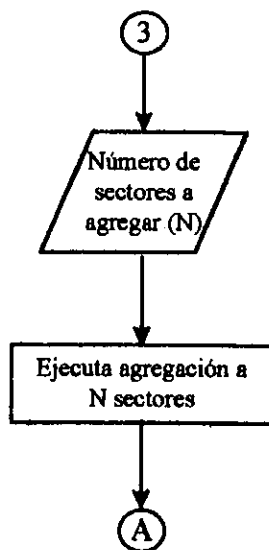 3
Número de
sectores a
agregar (N)
Ejecuta agregación a
N sectores
A